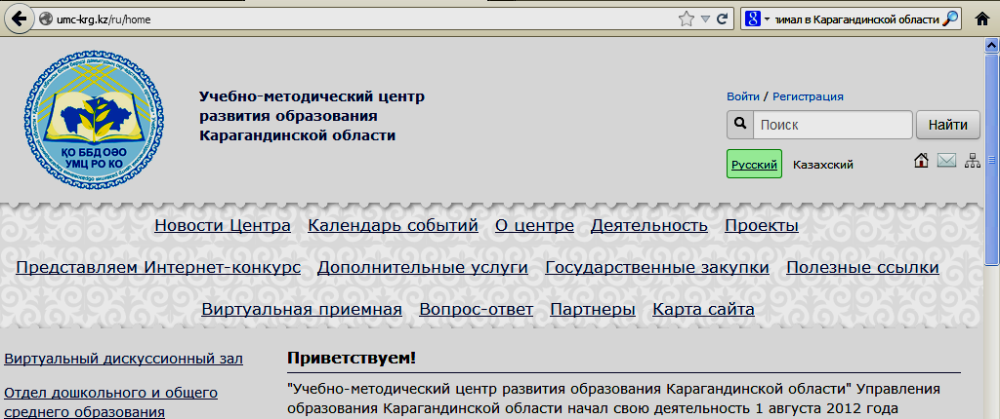 umc-krg.kz/ru/home
имал в Карагандинской области
Учебно-методический центр
развития образования
Карагандинской области
ҚО ББД ОӘО
УМЦ РО КО
Войти / Регистрация
Поиск
Найти
Русский
Казахский
Новости Центра Календарь событий О центре Деятельность Проекты
Представляем Интернет-конкурс Дополнительные услуги Государственные закупки Полезные ссылки
Виртуальная приемная Вопрос-ответ Партнеры Карта сайта
Виртуальный дискуссионный зал
Отдел дошкольного и общего
среднего образования
Приветствуем!
"Учебно-методический центр развития образования Карагандинской области" Управления
образования Карагандинской области начал свою деятельность 1 августа 2012 года